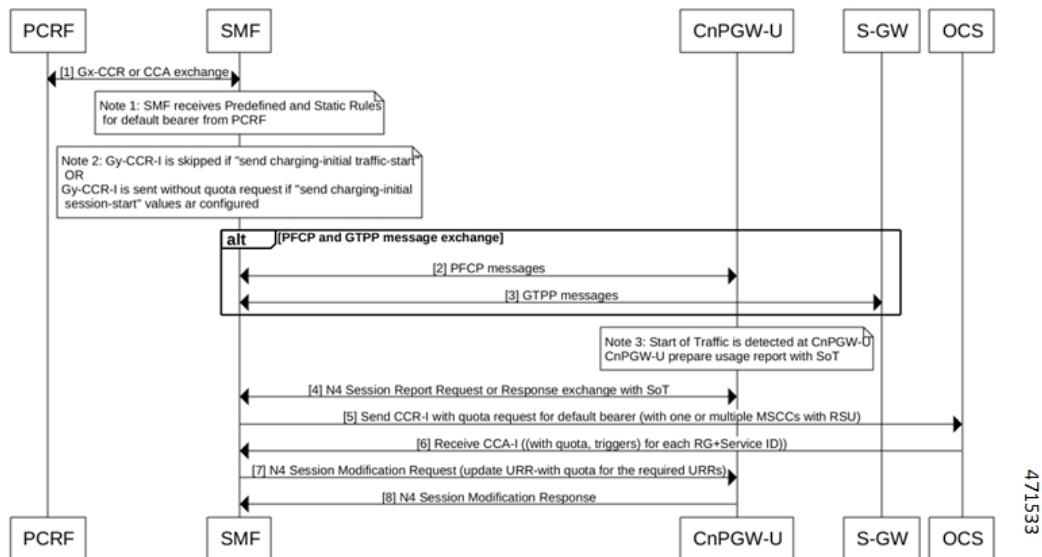 PCRF SMF CnPGW-U S-GW OCS
[1] Gx-CCR or CCA exchange
Note 1: SMF receives Predefined and Static Rules
for default bearer from PCRF
Note 2: Gy-CCR-I is skipped if "send charging-initial traffic-start"
OR
Gy-CCR-I is sent without quota request if "send charging-initial
session-start" values ar configured
alt [PFCP and GTPP message exchange]
[2] PFCP messages
[3] GTPP messages
Note 3: Start of Traffic is detected at CnPGW-U
CnPGW-U prepare usage report with SoT
[4] N4 Session Report Request or Response exchange with SoT
[5] Send CCR-I with quota request for default bearer (with one or multiple MSCCs with RSU)
[6] Receive CCA-I ((with quota, triggers) for each RG+Service ID))
[7] N4 Session Modification Request (update URR-with quota for the required URRs)
[8] N4 Session Modification Response
PCRF SMF CnPGW-U S-GW OCS
471533